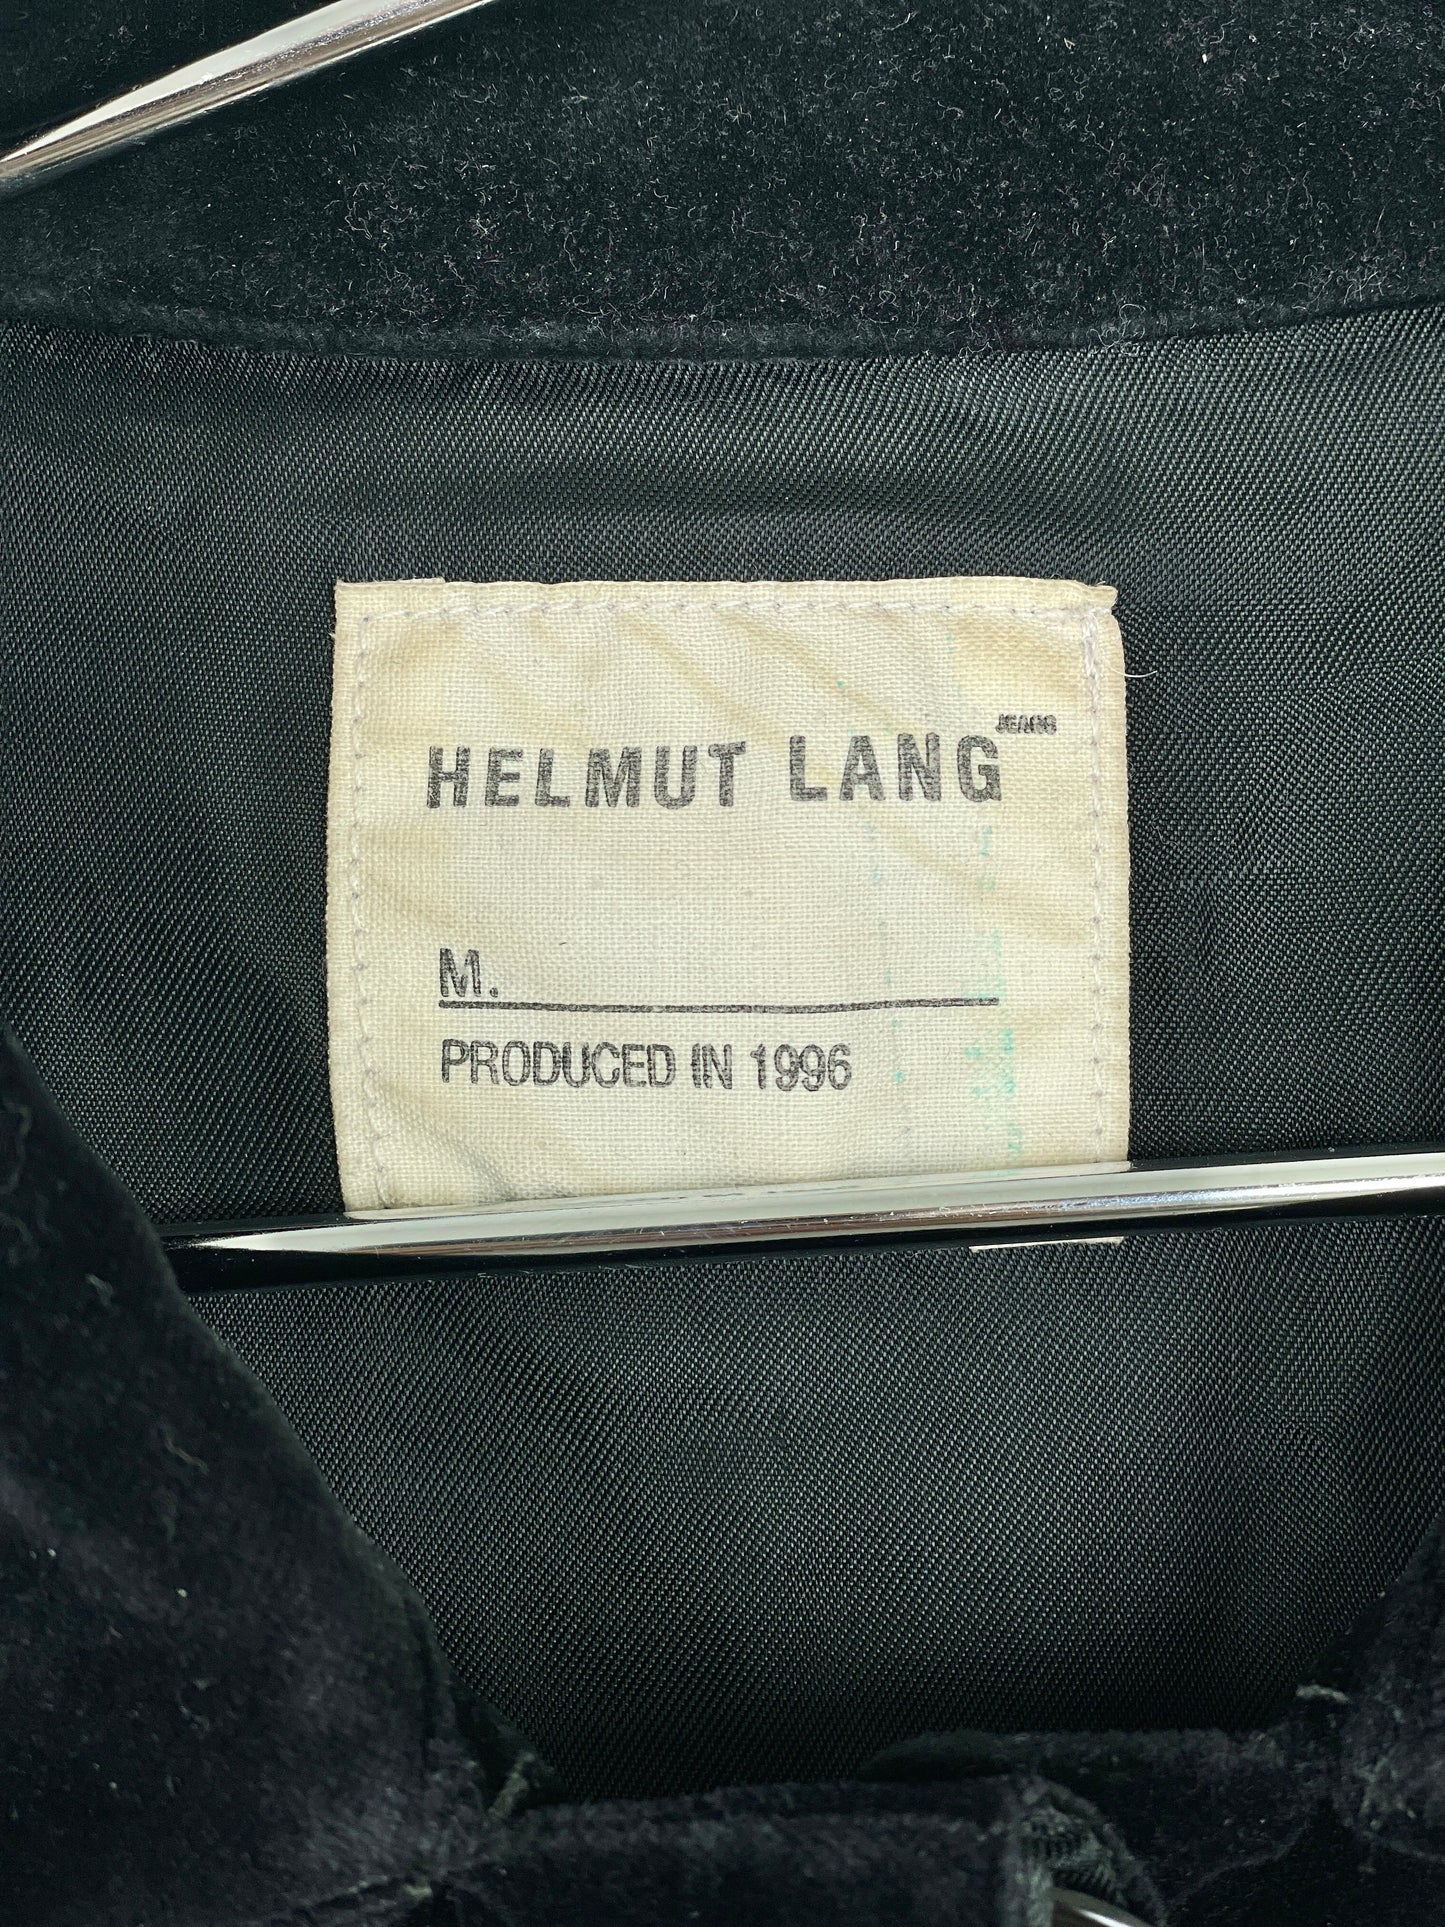 HELMUT LANG JEANS
M.
PRODUCED IN 1996